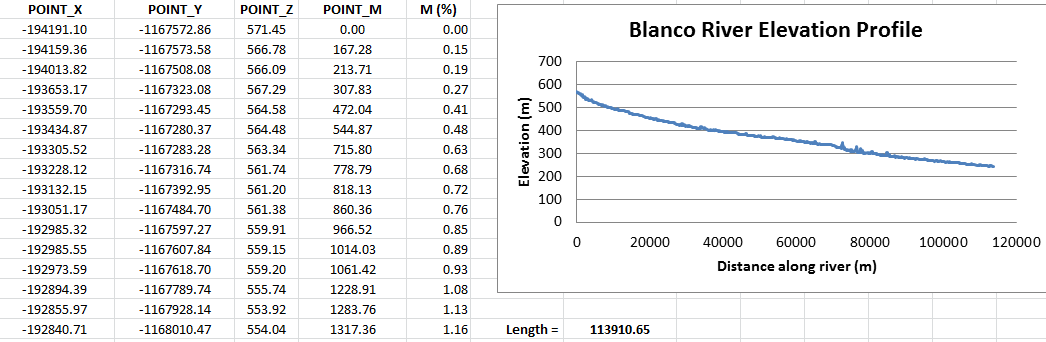 POINT_X POINT_Y POINT_Z POINT_M M (%)
-194191.10 -1167572.86 571.45 0.00 0.00
-194159.36 -1167573.58 566.78 167.28 0.15
-194013.82 -1167508.08 566.09 213.71 0.19
-193653.17 -1167323.08 567.29 307.83 0.27
-193559.70 -1167293.45 564.58 472.04 0.41
-193434.87 -1167280.37 564.48 544.87 0.48
-193305.52 -1167283.28 563.34 715.80 0.63
-193228.12 -1167316.74 561.74 778.79 0.68
-193132.15 -1167392.95 561.20 818.13 0.72
-193051.17 -1167484.70 561.38 860.36 0.76
-192985.32 -1167597.27 559.91 966.52 0.85
-192985.55 -1167607.84 559.15 1014.03 0.89
-192973.59 -1167618.70 559.20 1061.42 0.93
-192894.39 -1167789.74 555.74 1228.91 1.08
-192855.97 -1167928.14 553.92 1283.76 1.13
-192840.71 -1168010.47 554.04 1317.36 1.16
Blanco River Elevation Profile
Elevation (m)
700
600
500
400
300
200
100
0
0 20000 40000 60000 80000 100000 120000
Distance along river (m)
Length = 113910.65